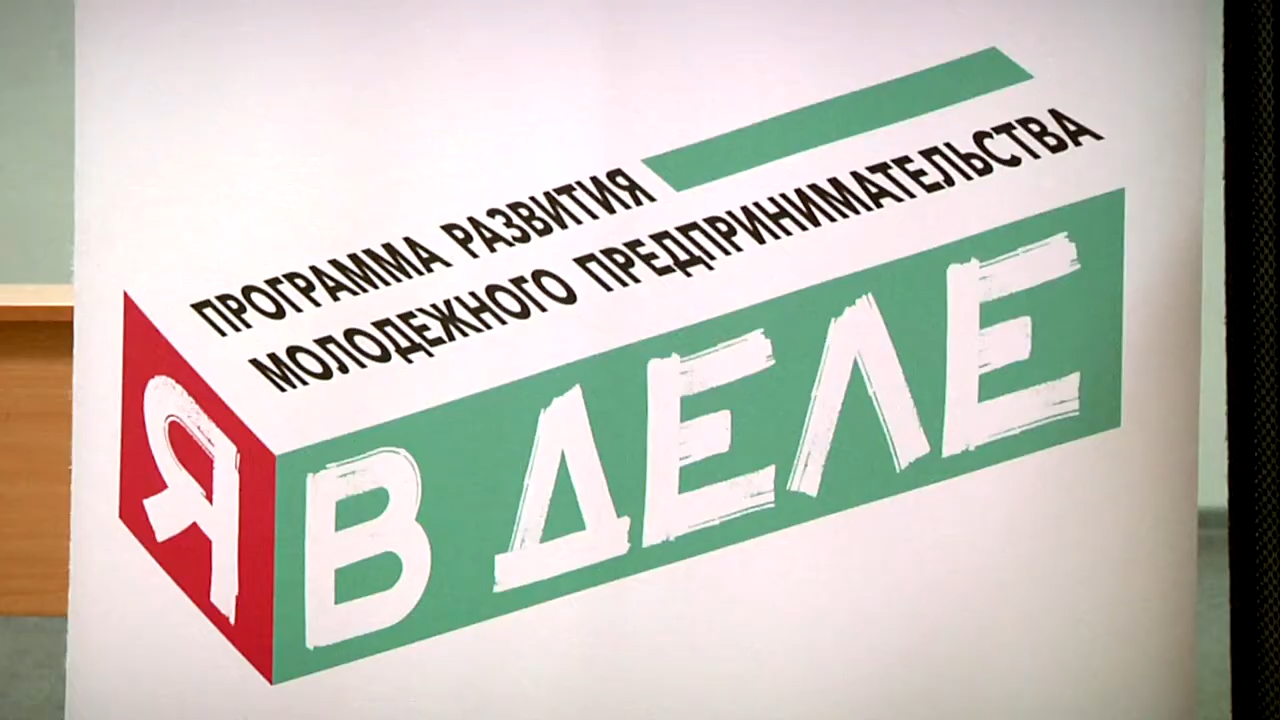 ПРОГРАММА РАЗВИТИЯ
МОЛОДЕЖНОГО ПРЕДПРИНИМАТЕЛЬСТВА
Я В ДЕЛЕ